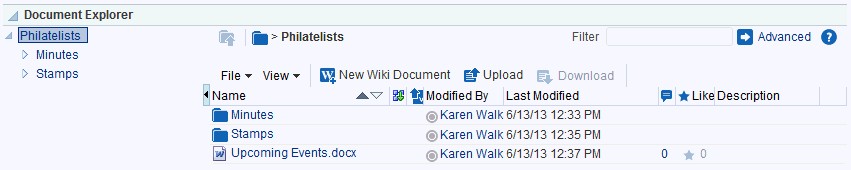 Document Explorer
Philatelists
Minutes
Stamps
> Philatelists
Filter
Advanced
?
File View
New Wiki Document
Upload
Download
Name Modified By Last Modified Like Description
Minutes Karen Walk 6/13/13 12:33 PM
Stamps Karen Walk 6/13/13 12:35 PM
Upcoming Events.docx Karen Walk 6/13/13 12:37 PM 0 0